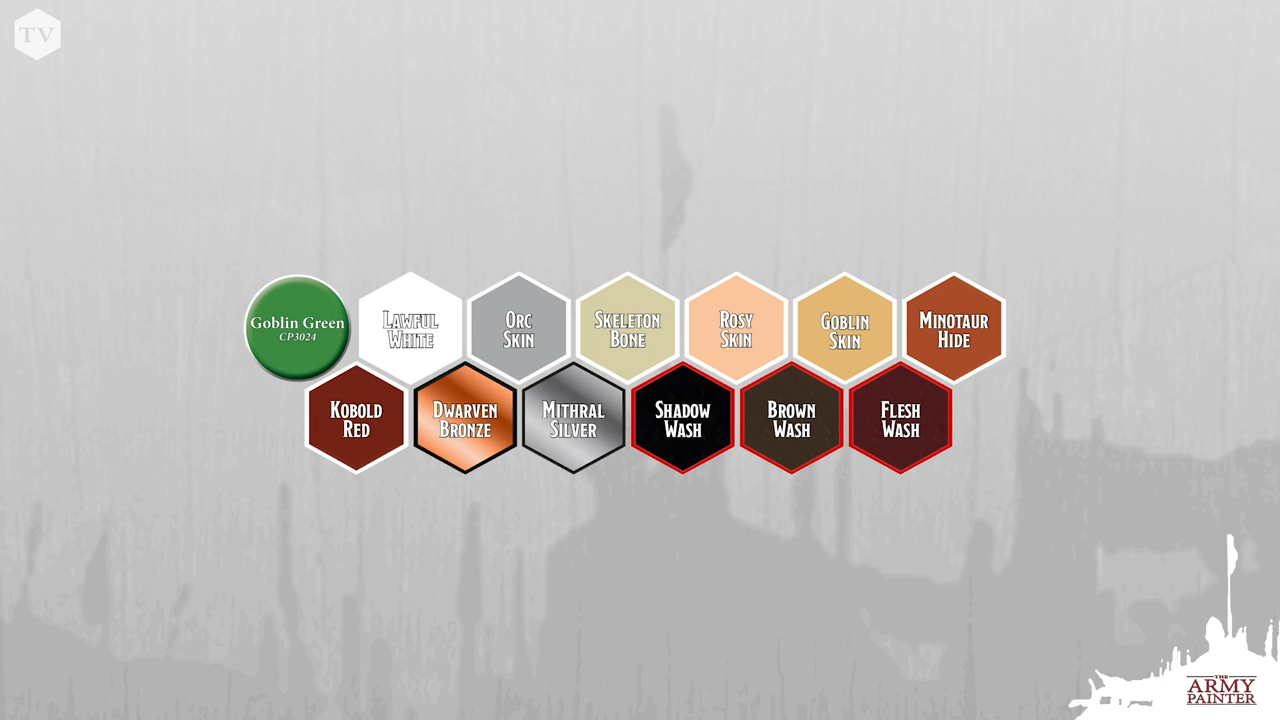 TV
Goblin Green
CP3024
LAWFUL
WHITE
ORC
SKIN
SKELETON
BONE
ROSY
SKIN
GOBLIN
SKIN
MINOTAUR
HIDE
KOBOLD
RED
DWARVEN
BRONZE
MITHRAL
SILVER
SHADOW
WASH
BROWN
WASH
FLESH
WASH
THE
ARMY
PAINTER